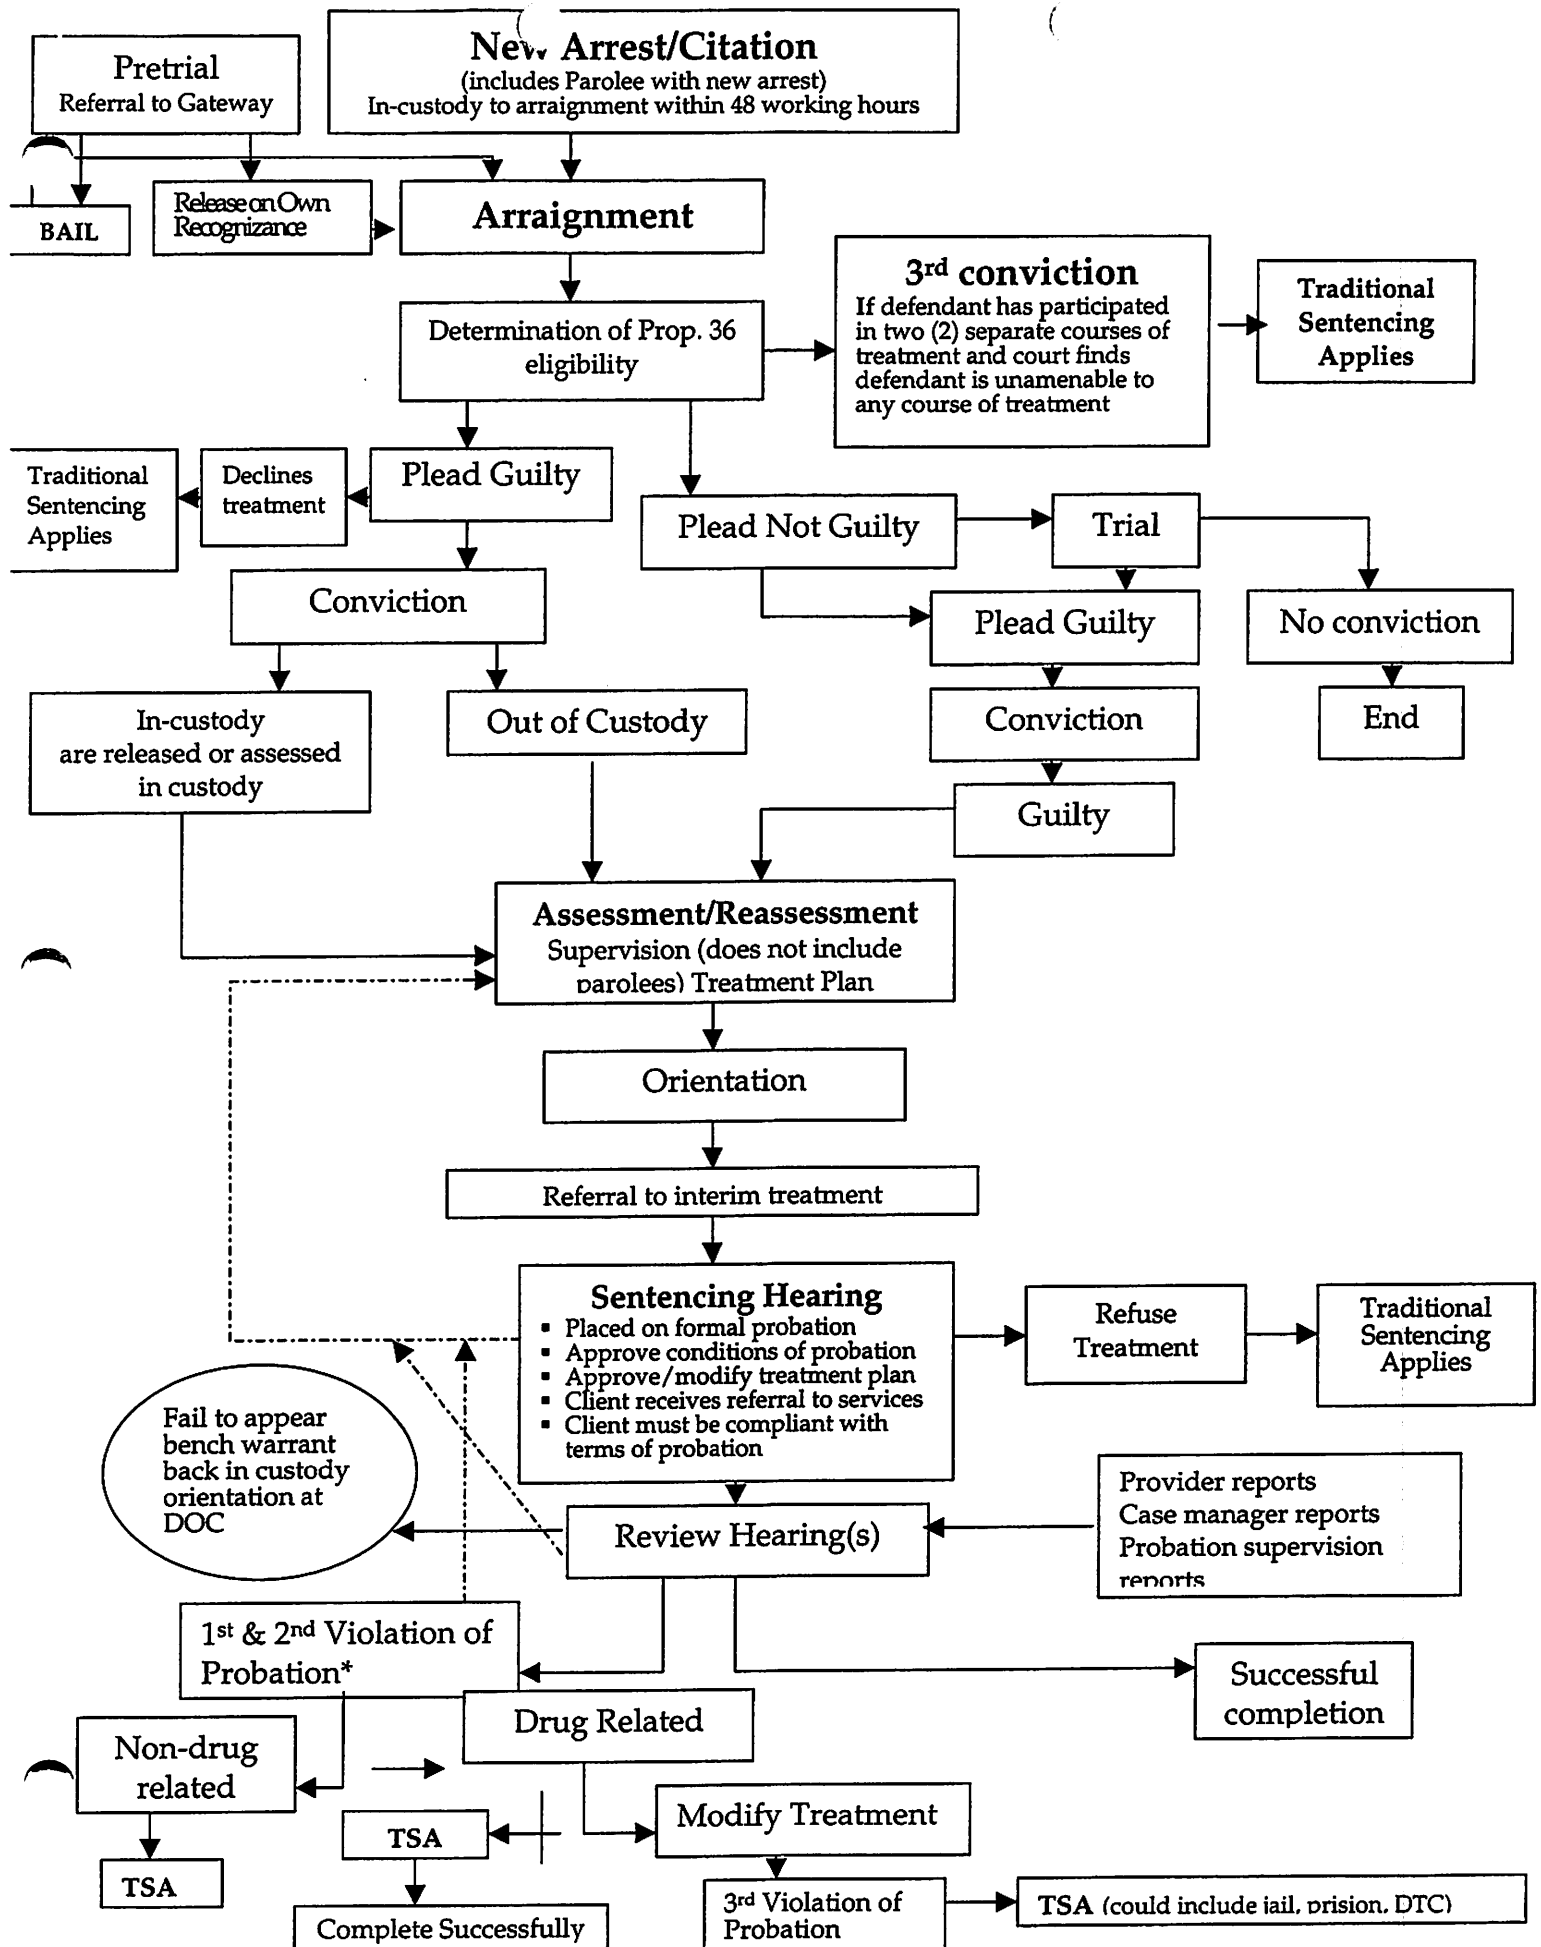 Pretrial
Referral to Gateway
New Arrest/Citation
(includes Parolee with new arrest)
In-custody to arraignment within 48 working hours
BAIL
Release on Own
Recognizance
Arraignment
Determination of Prop. 36
eligibility
3rd conviction
If defendant has participated
in two (2) separate courses of
treatment and court finds
defendant is unamenable to
any course of treatment
Traditional
Sentencing
Applies
Traditional
Sentencing
Applies
Declines
treatment
Plead Guilty
Plead Not Guilty
Trial
Conviction
Plead Guilty
No conviction
In-custody
are released or assessed
in custody
Out of Custody
Conviction
End
Guilty
Assessment/Reassessment
Supervision (does not include
parolees) Treatment Plan
Orientation
Referral to interim treatment
Sentencing Hearing
▪ Placed on formal probation
▪ Approve conditions of probation
▪ Approve/modify treatment plan
▪ Client receives referral to services
▪ Client must be compliant with
terms of probation
Refuse
Treatment
Traditional
Sentencing
Applies
Fail to appear
bench warrant
back in custody
orientation at
DOC
Review Hearing(s)
Provider reports
Case manager reports
Probation supervision
reports
1st & 2nd Violation of
Probation*
Successful
completion
Drug Related
Non-drug
related
Modify Treatment
TSA
TSA
3rd Violation of
Probation
TSA (could include jail, prision, DTC)
Complete Successfully